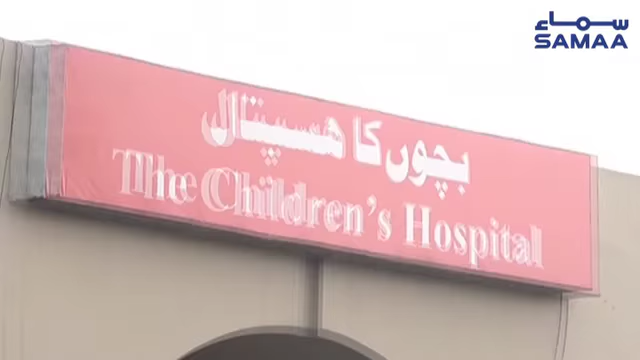 سماء
SAMAA
بچوں کا ہسپتال
The Children's Hospital